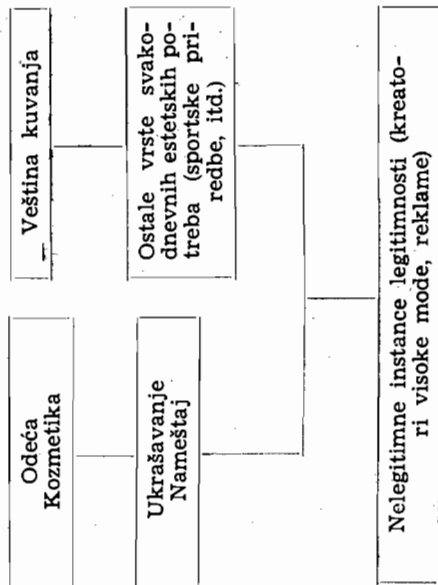 Odeća
Kozmetika
Veština kuvanja
Ukrašavanje
Nameštaj
Ostale vrste svako-
dnevnih estetskih po-
treba (sportske pri-
redbe, itd.)
Nelegitimne instance legitimnosti (kreato-
ri visoke mode, reklame)